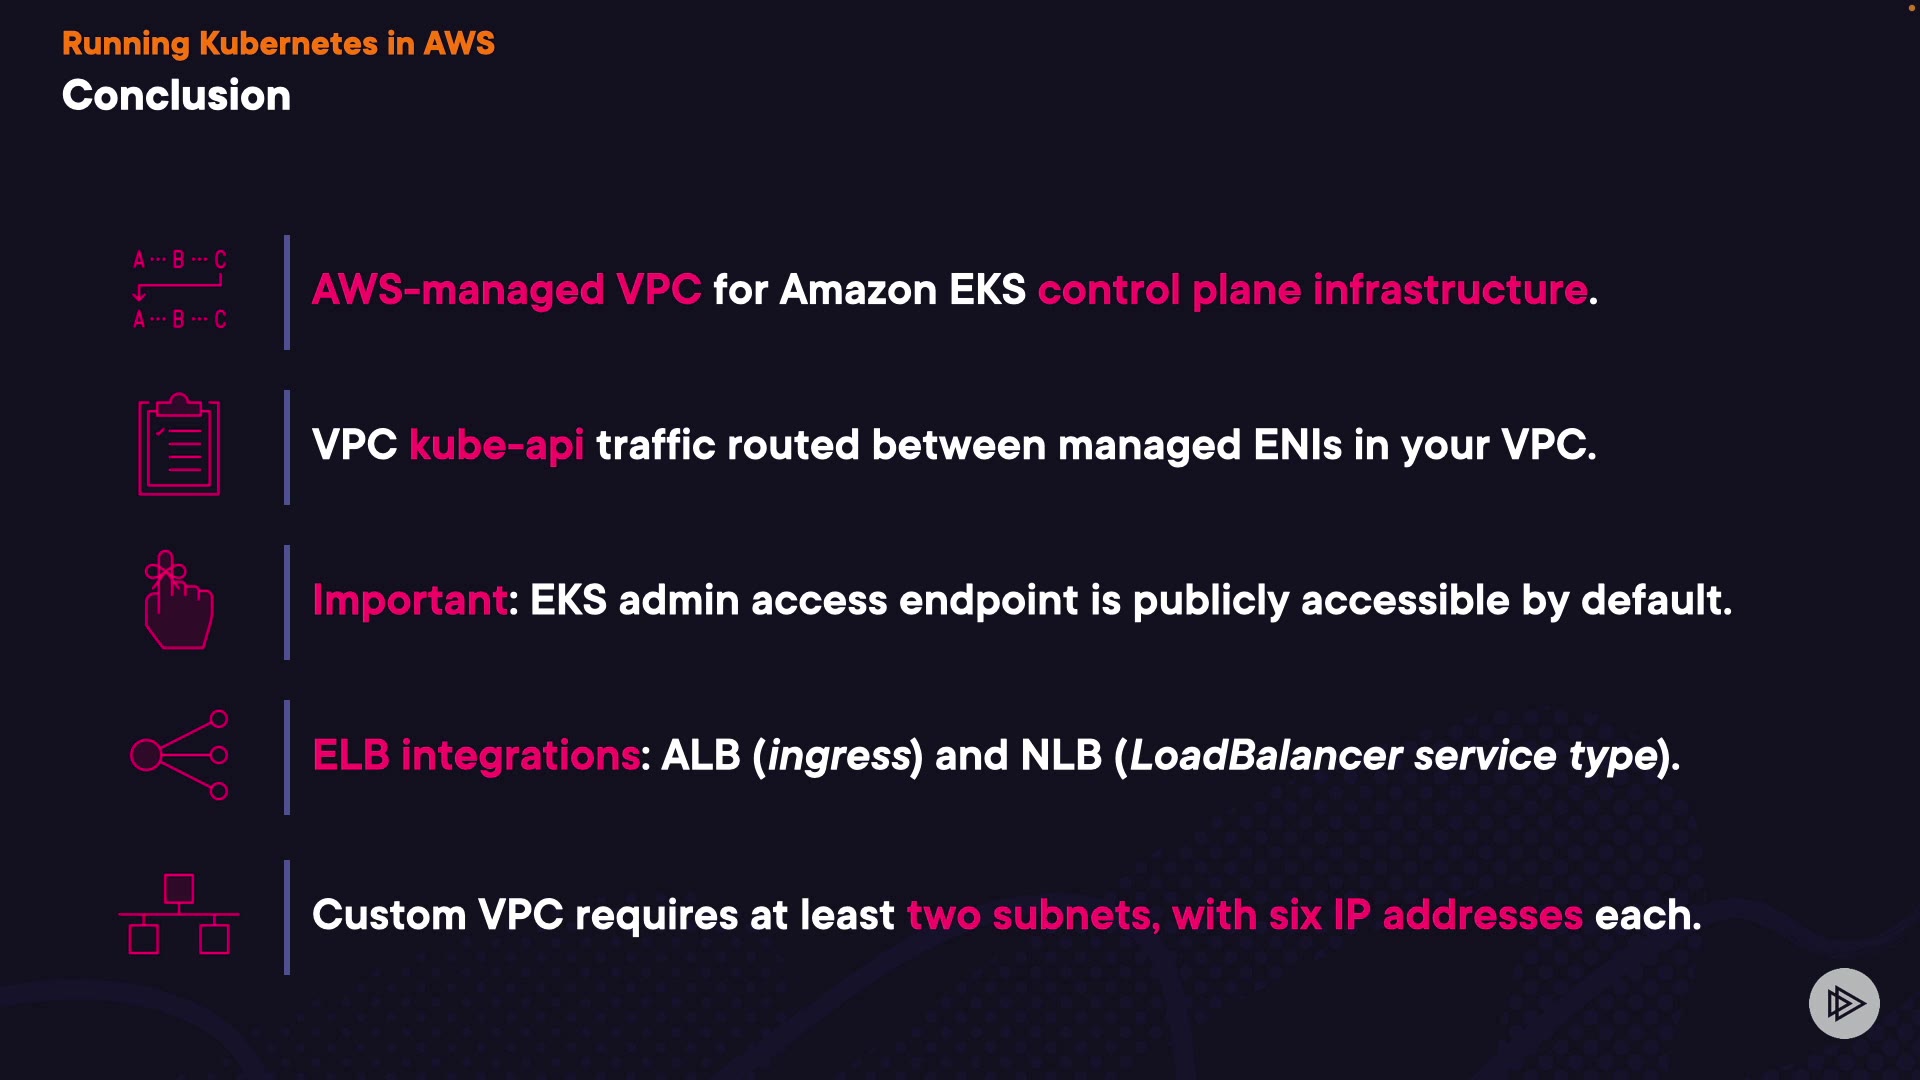 Running Kubernetes in AWS
Conclusion
A ··· B ··· C
A ··· B ··· C
AWS-managed VPC for Amazon EKS control plane infrastructure.
VPC kube-api traffic routed between managed ENIs in your VPC.
Important: EKS admin access endpoint is publicly accessible by default.
ELB integrations: ALB (ingress) and NLB (LoadBalancer service type).
Custom VPC requires at least two subnets, with six IP addresses each.